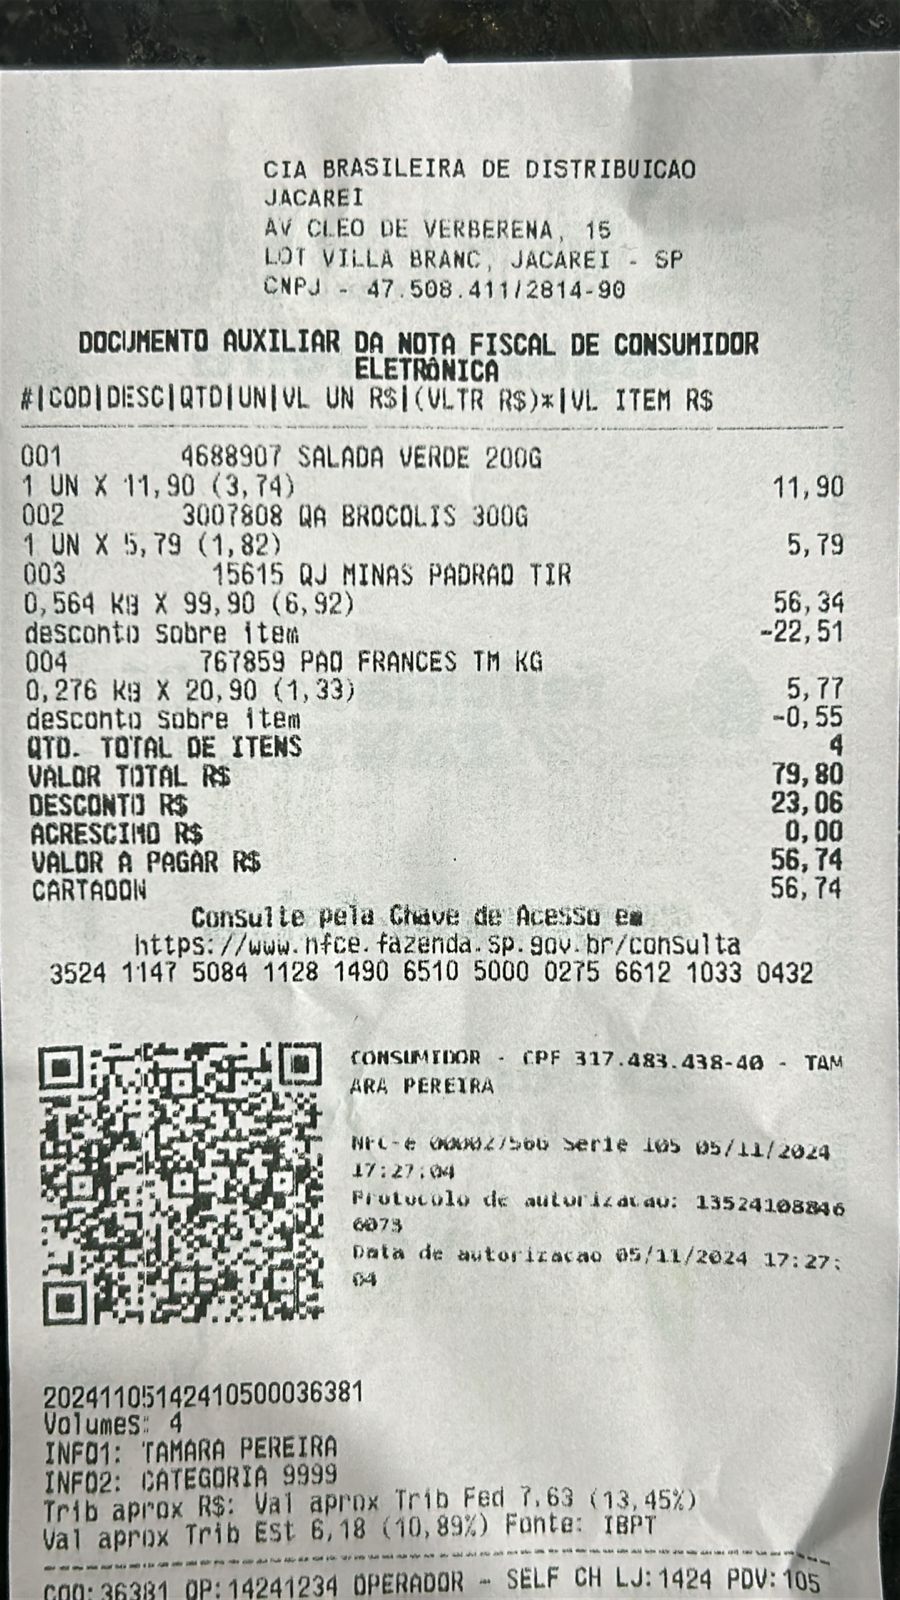 CIA BRASILEIRA DE DISTRIBUICAO
JACAREI
AV CLEO DE VERBERENA, 15
LOT VILLA BRANC, JACAREI - SP
CNPJ - 47.508.411/2814-90
DOCUMENTO AUXILIAR DA NOTA FISCAL DE CONSUMIDOR
ELETRÔNICA
#|COD|DESC|QTD|UN|VL UN R$|(VLTR R$)*|VL ITEM R$
001 4688907 SALADA VERDE 200G
1 UN X 11,90 (3,74) 11,90
002 3007808 QA BROCOLIS 300G
1 UN X 5,79 (1,82) 5,79
003 15615 QJ MINAS PADRAO TIR
0,564 Kg X 99,90 (6,92) 56,34
desconto sobre item -22,51
004 767859 PAO FRANCES TM KG
0,276 Kg X 20,90 (1,33) 5,77
desconto sobre item -0,55
QTD. TOTAL DE ITENS 4
VALOR TOTAL R$ 79,80
DESCONTO R$ 23,06
ACRESCIMO R$ 0,00
VALOR A PAGAR R$ 56,74
CARTAODN 56,74
Consulte pela Chave de Acesso em
https://www.nfce.fazenda.sp.gov.br/consulta
3524 1147 5084 1128 1490 6510 5000 0275 6612 1033 0432
CONSUMIDOR - CPF 317.483.438-40 - TAM
ARA PEREIRA
NFC-e 000027566 Serie 105 05/11/2024
17:27:04
Protocolo de autorizacao: 13524108846
6073
Data de autorizacao 05/11/2024 17:27:
04
20241105142410500036381
Volumes: 4
INFO1: TAMARA PEREIRA
INFO2: CATEGORIA 9999
Trib aprox R$: Val aprox Trib Fed 7,63 (13,45%)
Val aprox Trib Est 6,18 (10,89%) Fonte: IBPT
COO:36381 OP:14241234 OPERADOR - SELF CH LJ:1424 PDV:105